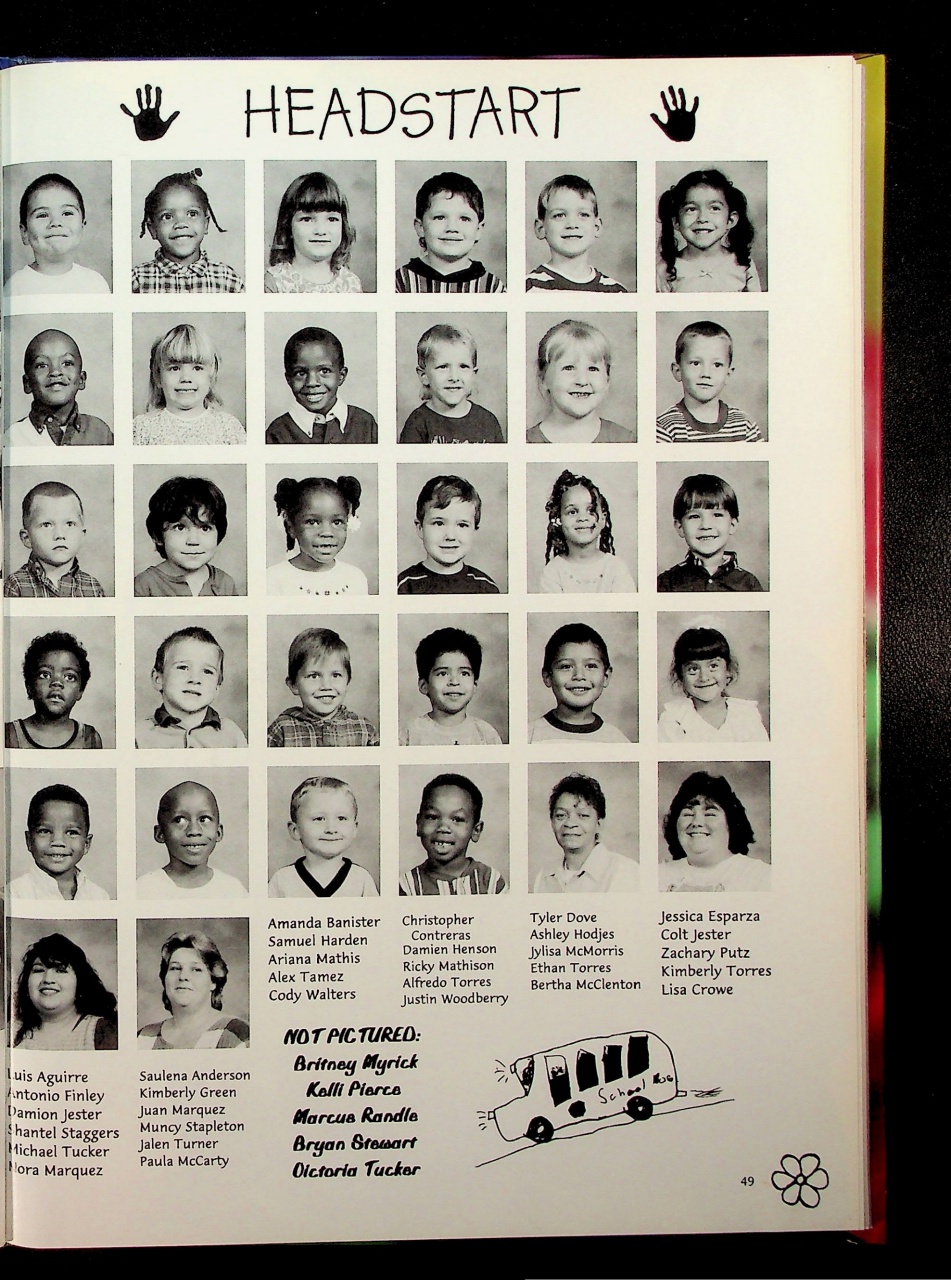 HEADSTART
Amanda Banister
Samuel Harden
Ariana Mathis
Alex Tamez
Cody Walters
Christopher
Contreras
Damien Henson
Ricky Mathison
Alfredo Torres
Justin Woodberry
Tyler Dove
Ashley Hodjes
Jylisa McMorris
Ethan Torres
Bertha McClenton
Jessica Esparza
Colt Jester
Zachary Putz
Kimberly Torres
Lisa Crowe
Luis Aguirre
Antonio Finley
Damion Jester
Shantel Staggers
Michael Tucker
Nora Marquez
Saulena Anderson
Kimberly Green
Juan Marquez
Muncy Stapleton
Jalen Turner
Paula McCarty
NOT PICTURED:
Britney Myrick
Kelli Pierce
Marcus Randle
Bryan Stewart
Victoria Tucker
School Bus
49